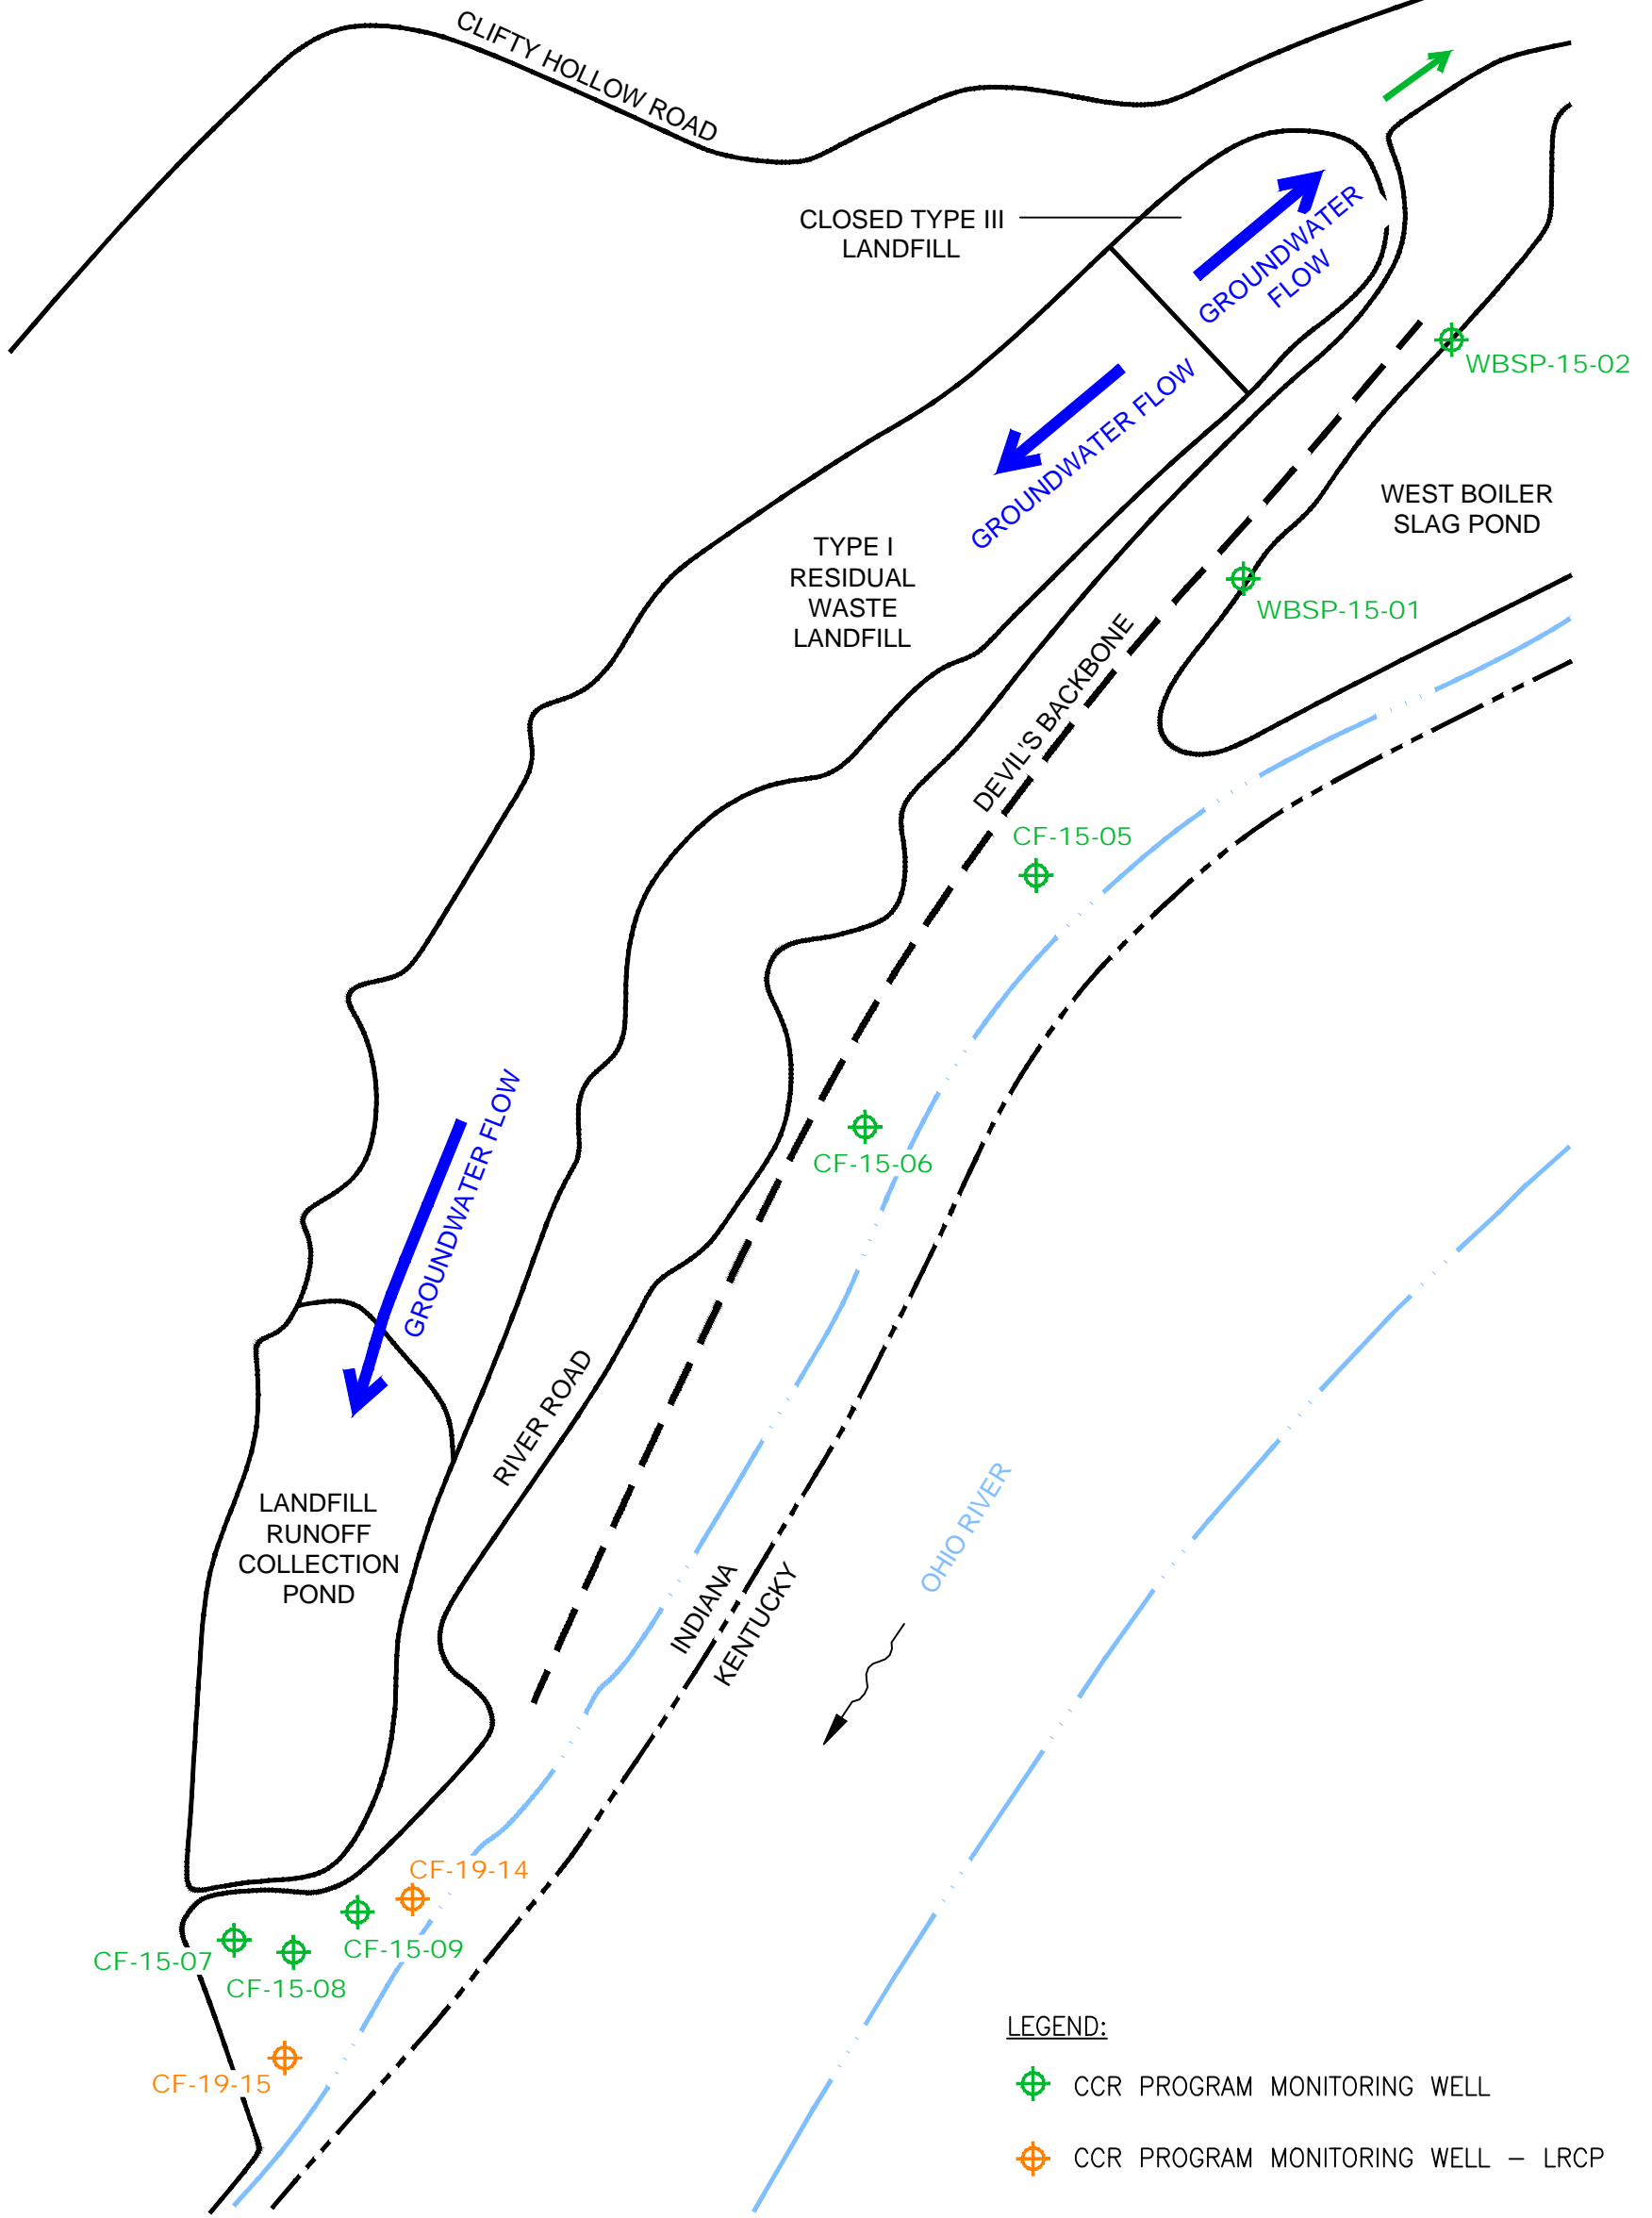 CLIFTY HOLLOW ROAD
CLOSED TYPE III
LANDFILL
GROUNDWATER
FLOW
WBSP-15-02
GROUNDWATER FLOW
WEST BOILER
SLAG POND
TYPE I
RESIDUAL
WASTE
LANDFILL
WBSP-15-01
DEVIL'S BACKBONE
CF-15-05
CF-15-06
GROUNDWATER FLOW
RIVER ROAD
LANDFILL
RUNOFF
COLLECTION
POND
OHIO RIVER
INDIANA
KENTUCKY
CF-19-14
CF-15-09
CF-15-07
CF-15-08
CF-19-15
LEGEND:
CCR PROGRAM MONITORING WELL
CCR PROGRAM MONITORING WELL – LRCP